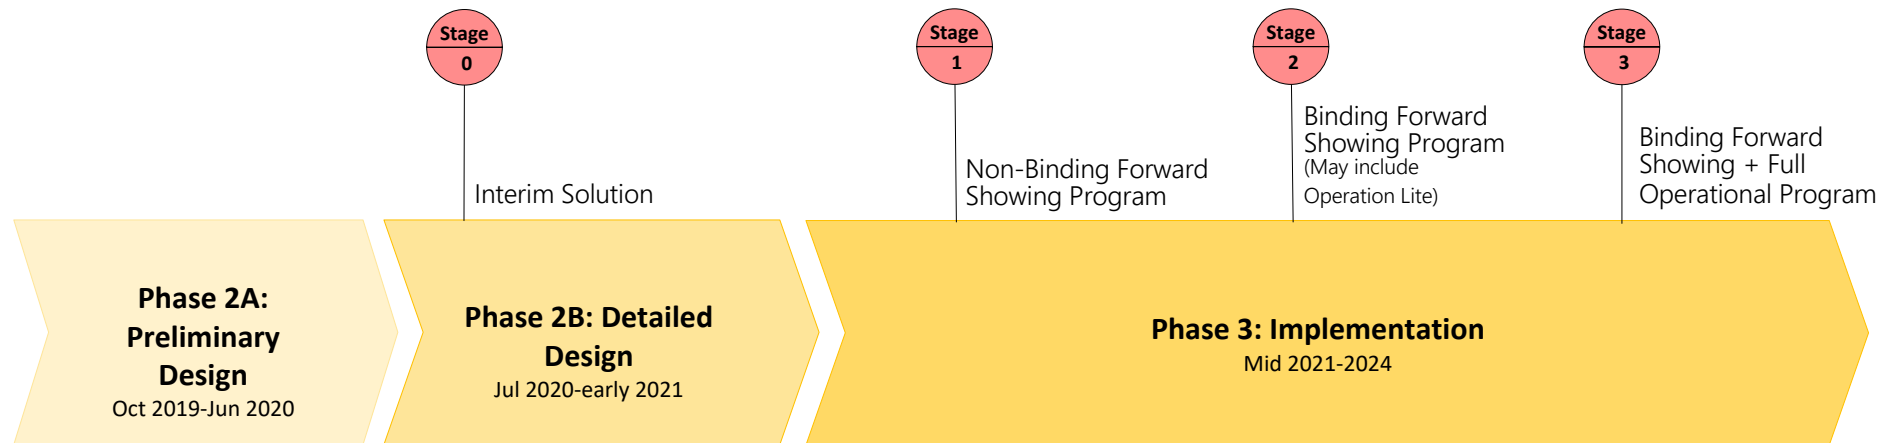 Stage
0
Interim Solution
Stage
1
Non-Binding Forward
Showing Program
Stage
2
Binding Forward
Showing Program
(May include
Operation Lite)
Stage
3
Binding Forward
Showing + Full
Operational Program
Phase 2A:
Preliminary
Design
Oct 2019-Jun 2020
Phase 2B: Detailed
Design
Jul 2020-early 2021
Phase 3: Implementation
Mid 2021-2024